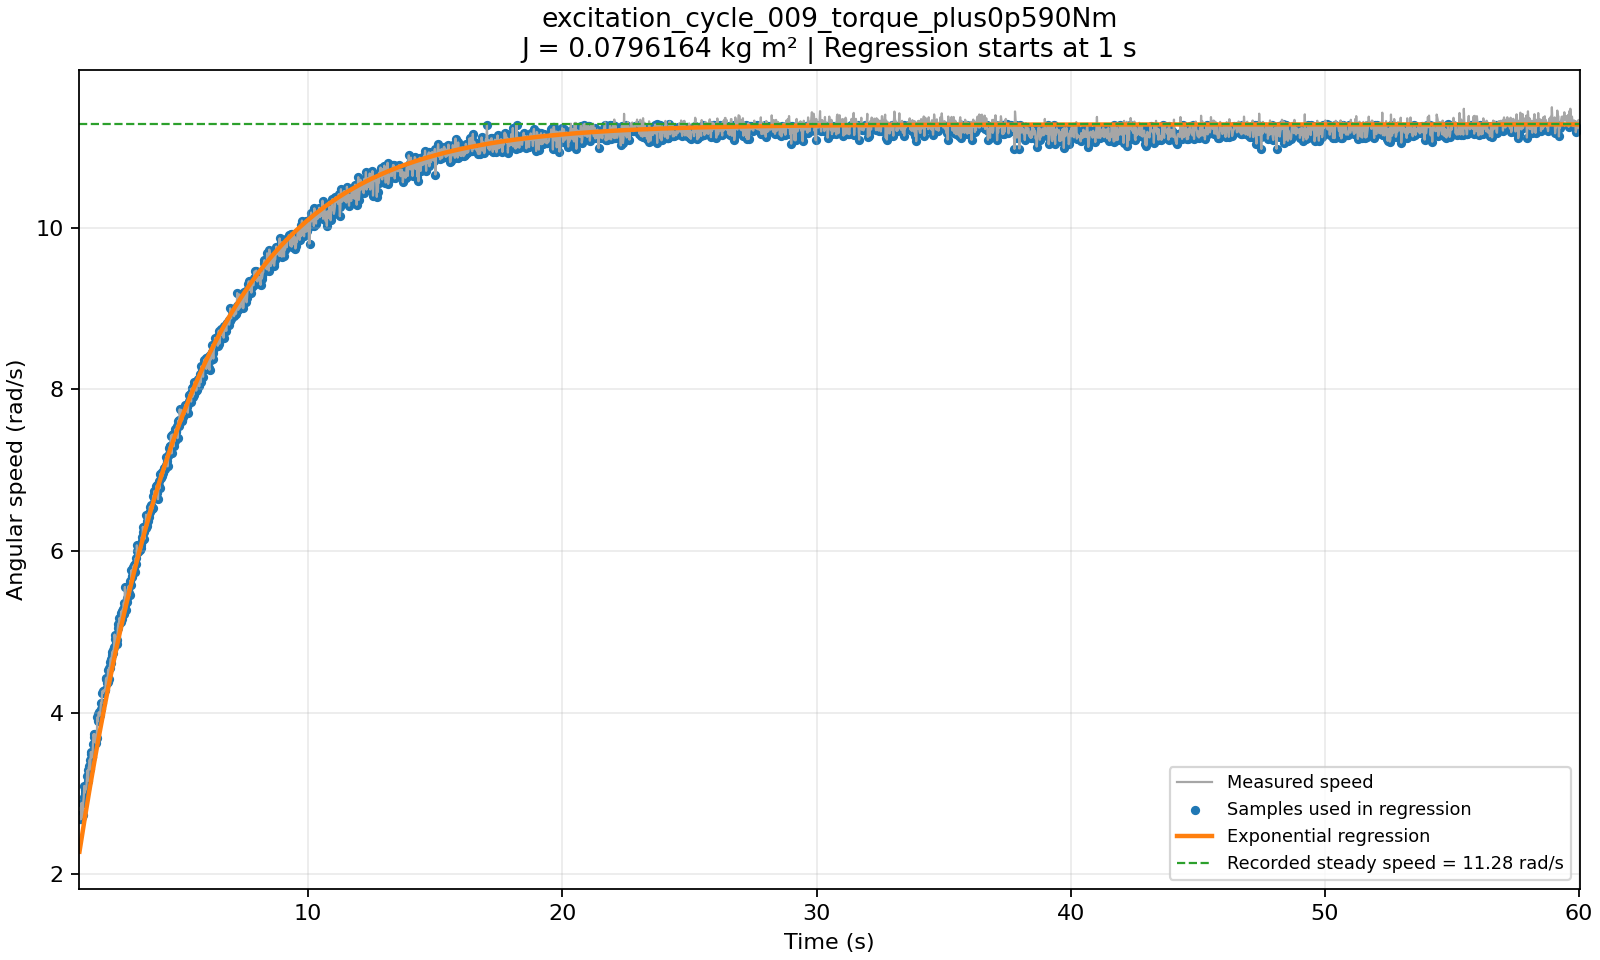 excitation_cycle_009_torque_plus0p590Nm
J = 0.0796164 kg m² | Regression starts at 1 s
Angular speed (rad/s)
10
8
6
4
2
Measured speed
Samples used in regression
Exponential regression
Recorded steady speed = 11.28 rad/s
10 20 30 40 50 60
Time (s)